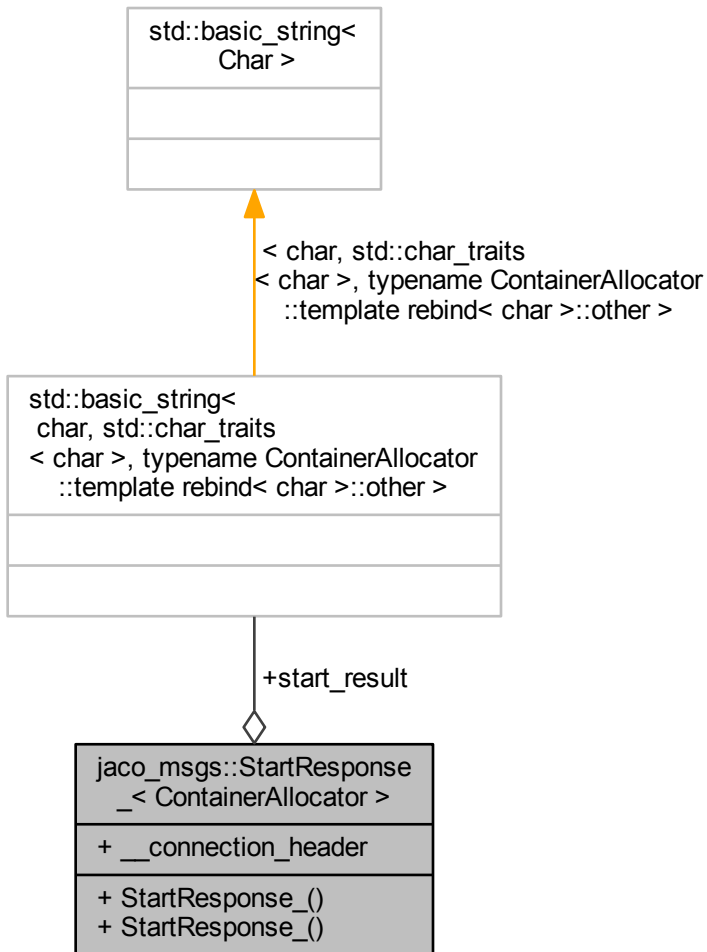 std::basic_string<
Char >
< char, std::char_traits
< char >, typename ContainerAllocator
::template rebind< char >::other >
std::basic_string<
char, std::char_traits
< char >, typename ContainerAllocator
::template rebind< char >::other >
+start_result
jaco_msgs::StartResponse
_< ContainerAllocator >
+ __connection_header
+ StartResponse_()
+ StartResponse_()